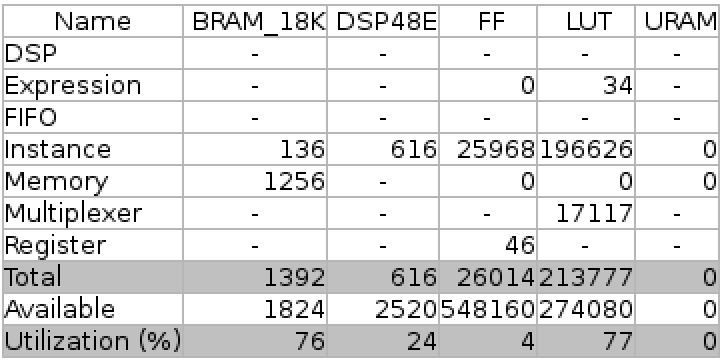 Name BRAM_18K DSP48E FF LUT URAM
DSP - - - - -
Expression - - 0 34 -
FIFO - - - - -
Instance 136 616 25968 196626 0
Memory 1256 - 0 0 0
Multiplexer - - - 17117 -
Register - - 46 - -
Total 1392 616 26014 213777 0
Available 1824 2520 548160 274080 0
Utilization (%) 76 24 4 77 0